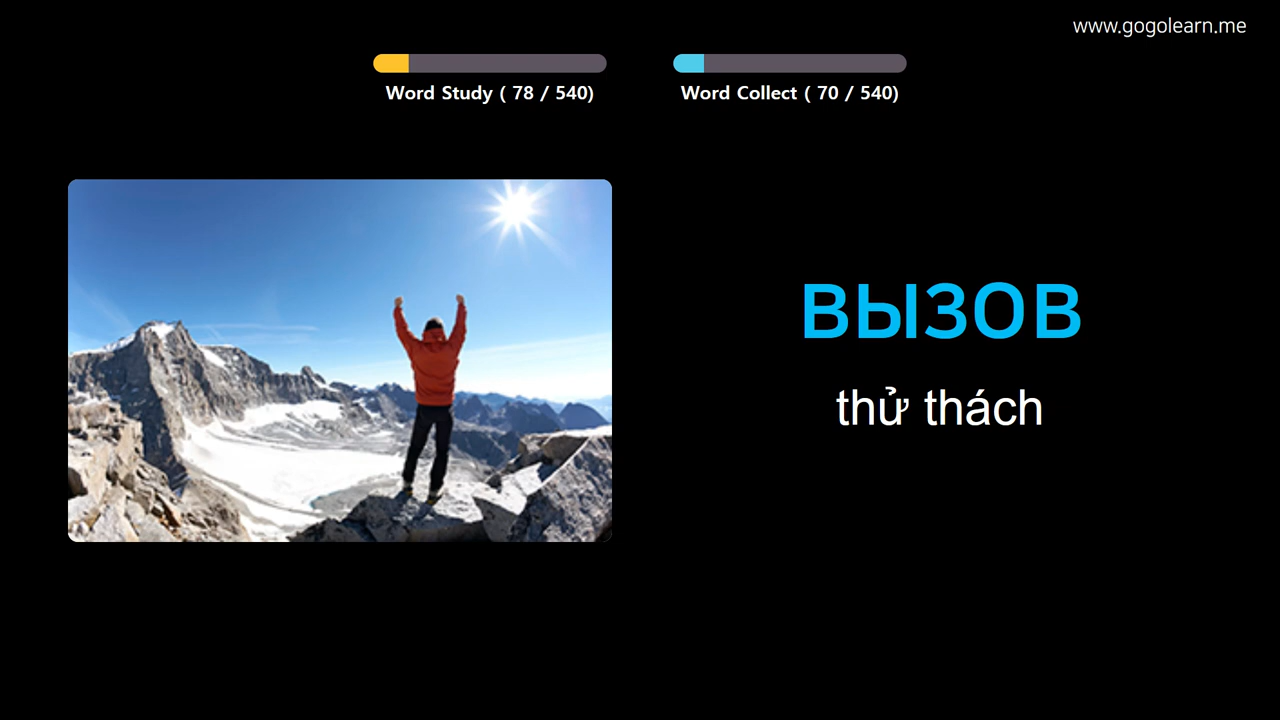 www.gogolearn.me
Word Study ( 78 / 540)
Word Collect ( 70 / 540)
вызов
thử thách